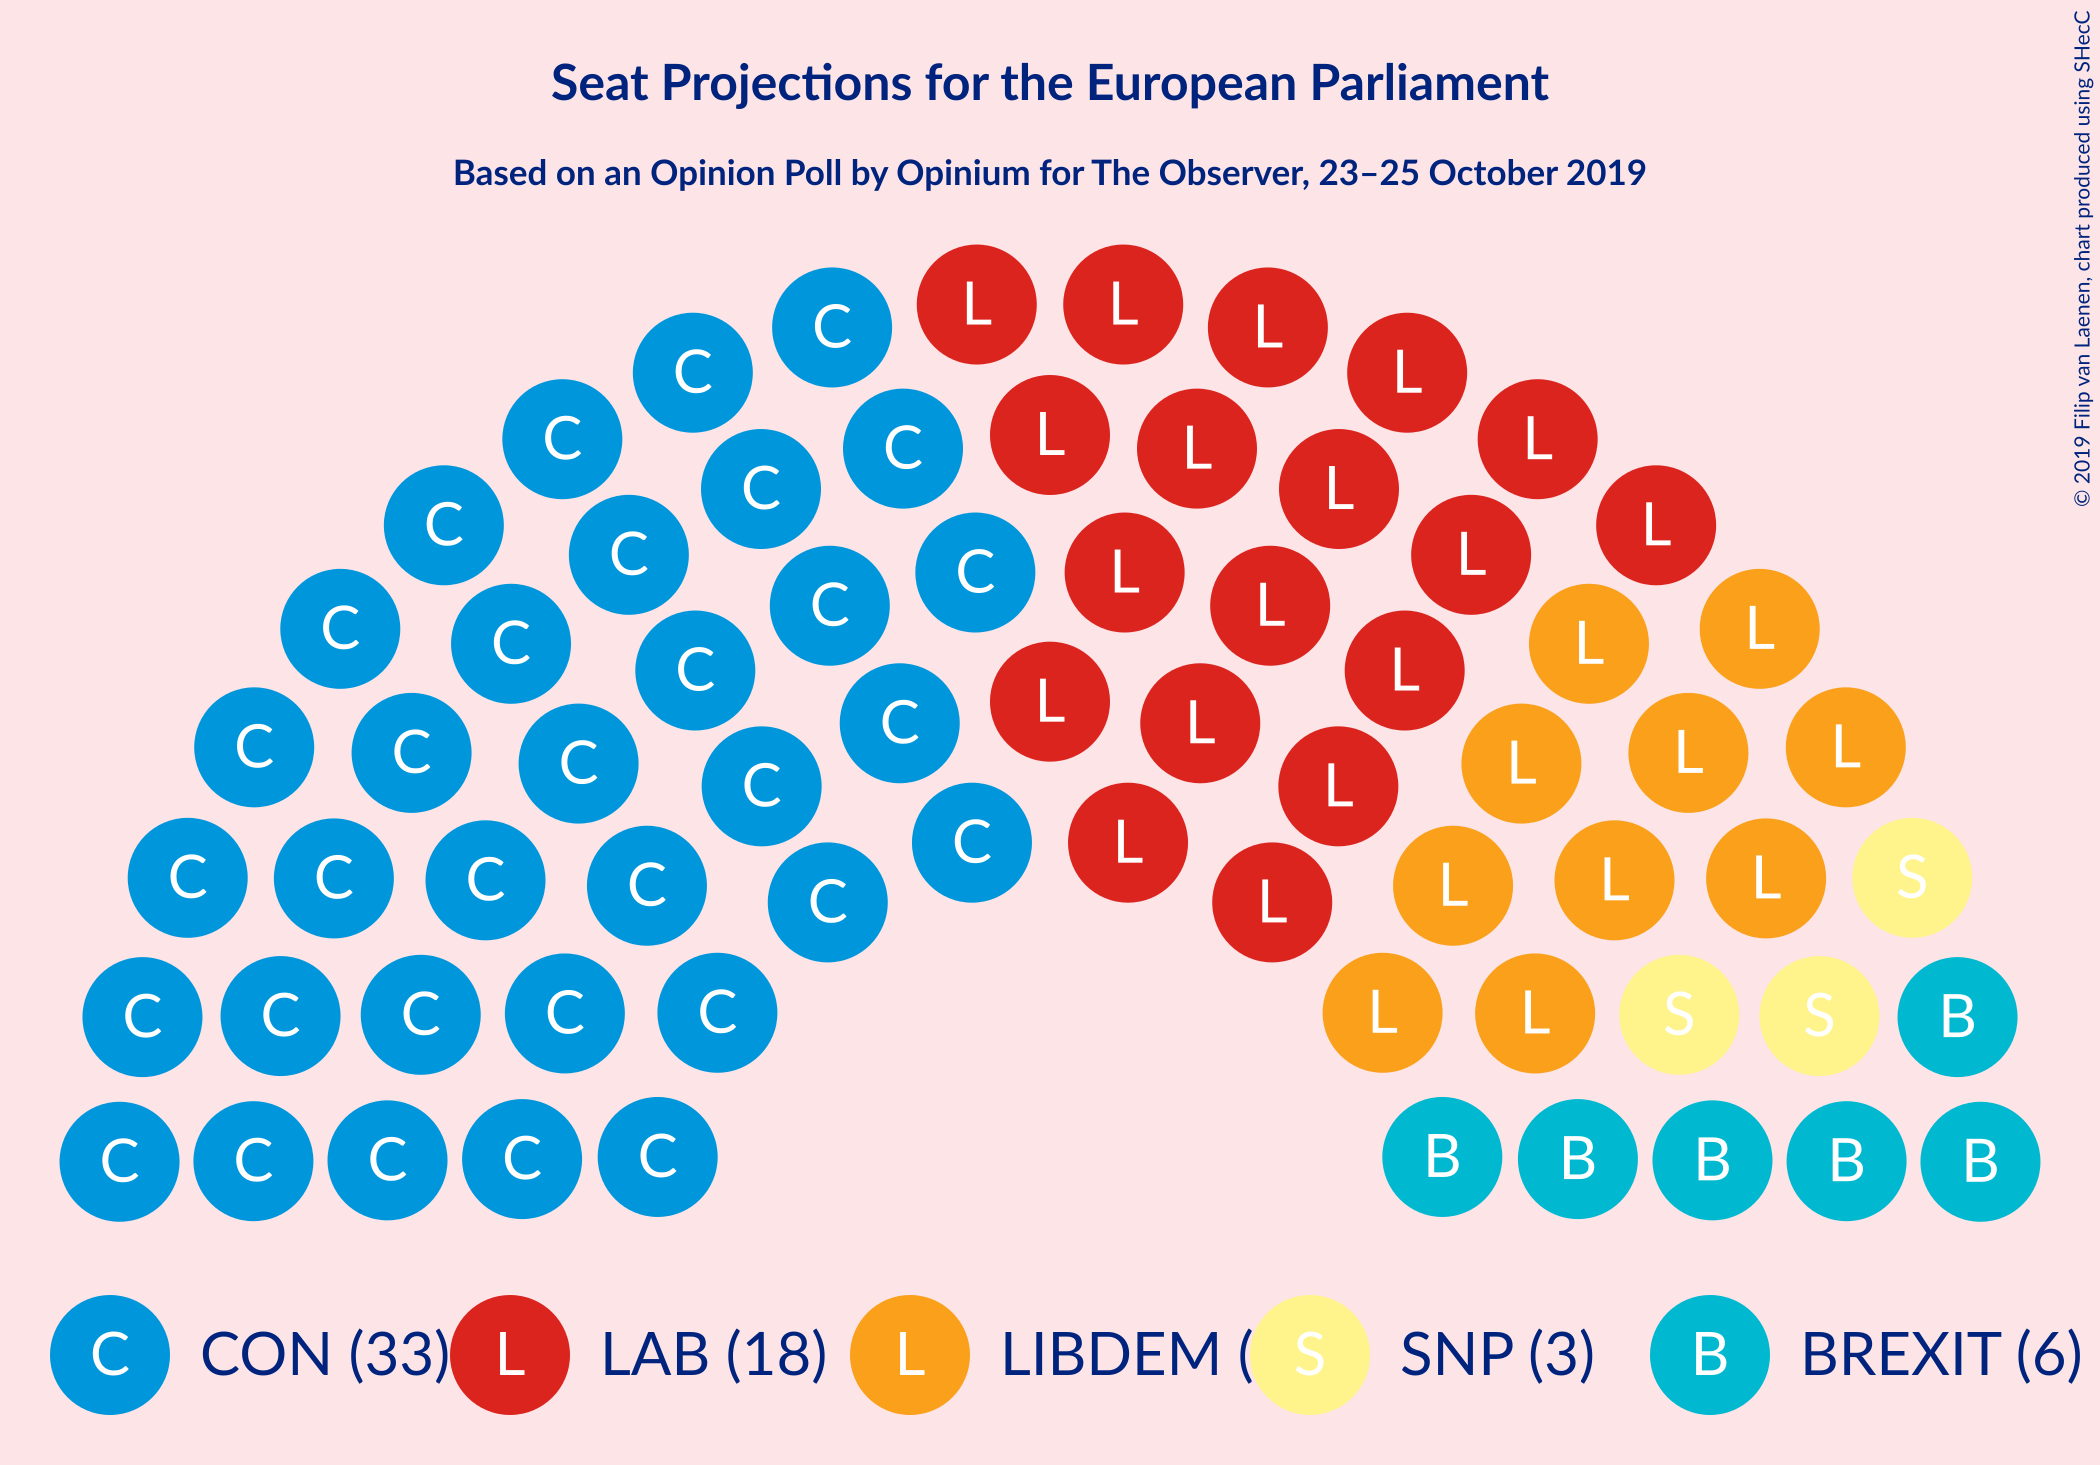 Seat Projections for the European Parliament
Based on an Opinion Poll by Opinium for The Observer, 23–25 October 2019
© 2019 Filip van Laenen, chart produced using SHecC
C L L L
C L
C C L L L
C L
C L
C C L L
C C C L L L
C L
C L L
C C C C L L L L
C L
C C C C C L L L L S
C C C C C L L S S B
C C C C C B B B B B
C CON (33) L LAB (18) L LIBDEM ( S SNP (3) B BREXIT (6)